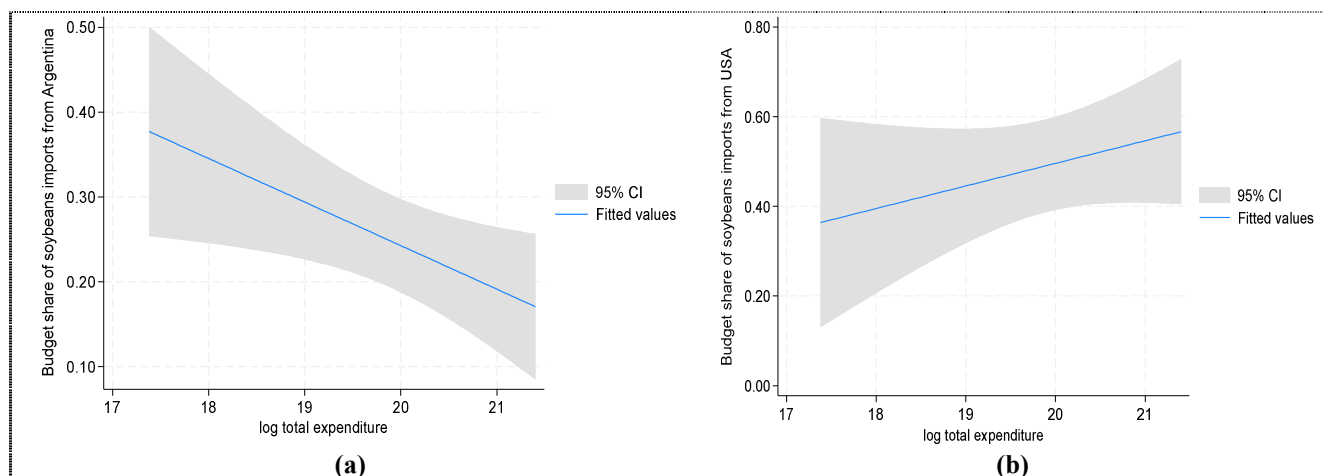 Budget share of soybeans imports from Argentina
0.50
0.40
0.30
0.20
0.10
17 18 19 20 21
log total expenditure
95% CI
Fitted values
(a)
Budget share of soybeans imports from USA
0.80
0.60
0.40
0.20
0.00
17 18 19 20 21
log total expenditure
95% CI
Fitted values
(b)